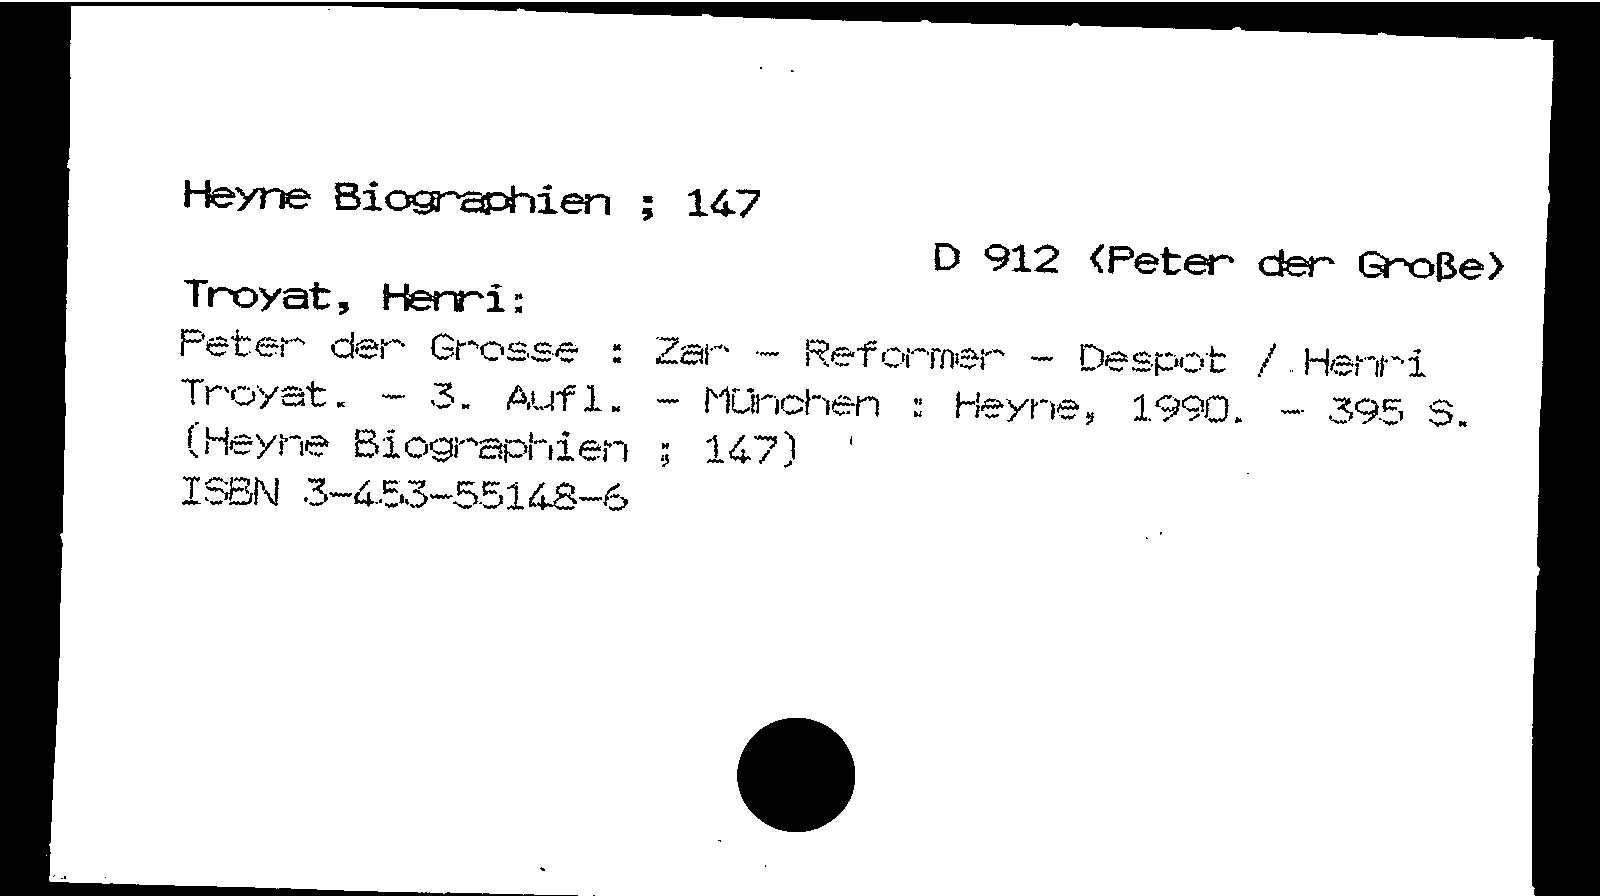 Heyne Biographien ; 147
D 912 <Peter der Große>
Troyat, Henri:
Peter der Grosse : Zar - Reformer - Despot / Henri
Troyat. - 3. Aufl. - München : Heyne, 1990. - 395 S.
(Heyne Biographien ; 147)
ISBN 3-453-55148-6